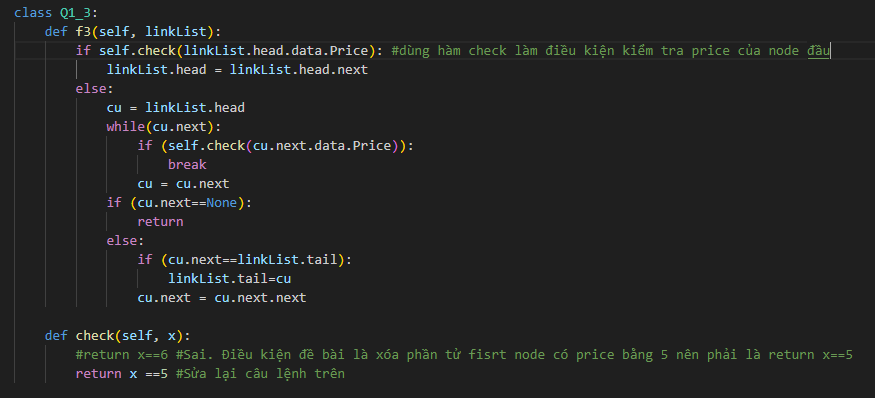 class Q1_3:
    def f3(self, linkList):
        if self.check(linkList.head.data.Price): #dùng hàm check làm điều kiện kiểm tra price của node đầu
            linkList.head = linkList.head.next
        else:
            cu = linkList.head
            while(cu.next):
                if (self.check(cu.next.data.Price)):
                    break
                cu = cu.next
            if (cu.next==None):
                return
            else:
                if (cu.next==linkList.tail):
                    linkList.tail=cu
                cu.next = cu.next.next
    def check(self, x):
        #return x==6 #Sai. Điều kiện đề bài là xóa phần tử fisrt node có price bằng 5 nên phải là return x==5
        return x ==5 #Sửa lại câu lệnh trên